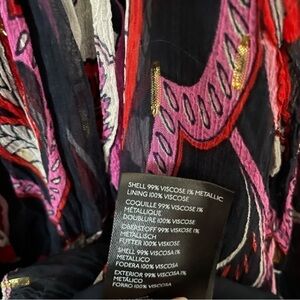 SHELL 99% VISCOSE 1% METALLIC
LINING 100% VISCOSE
COQUILLE 99% VISCOSE 1%
MÉTALLIQUE
DOUBLURE 100% VISCOSE
OBERSTOFF 99% VISKOSE 1%
METALLISCH
FUTTER 100% VISKOSE
SHELL 99% VISCOSA 1%
METALLICO
FODERA 100% VISCOSA
EXTERIOR 99% VISCOSA 1%
METÁLICO
FORRO 100% VISCOSA